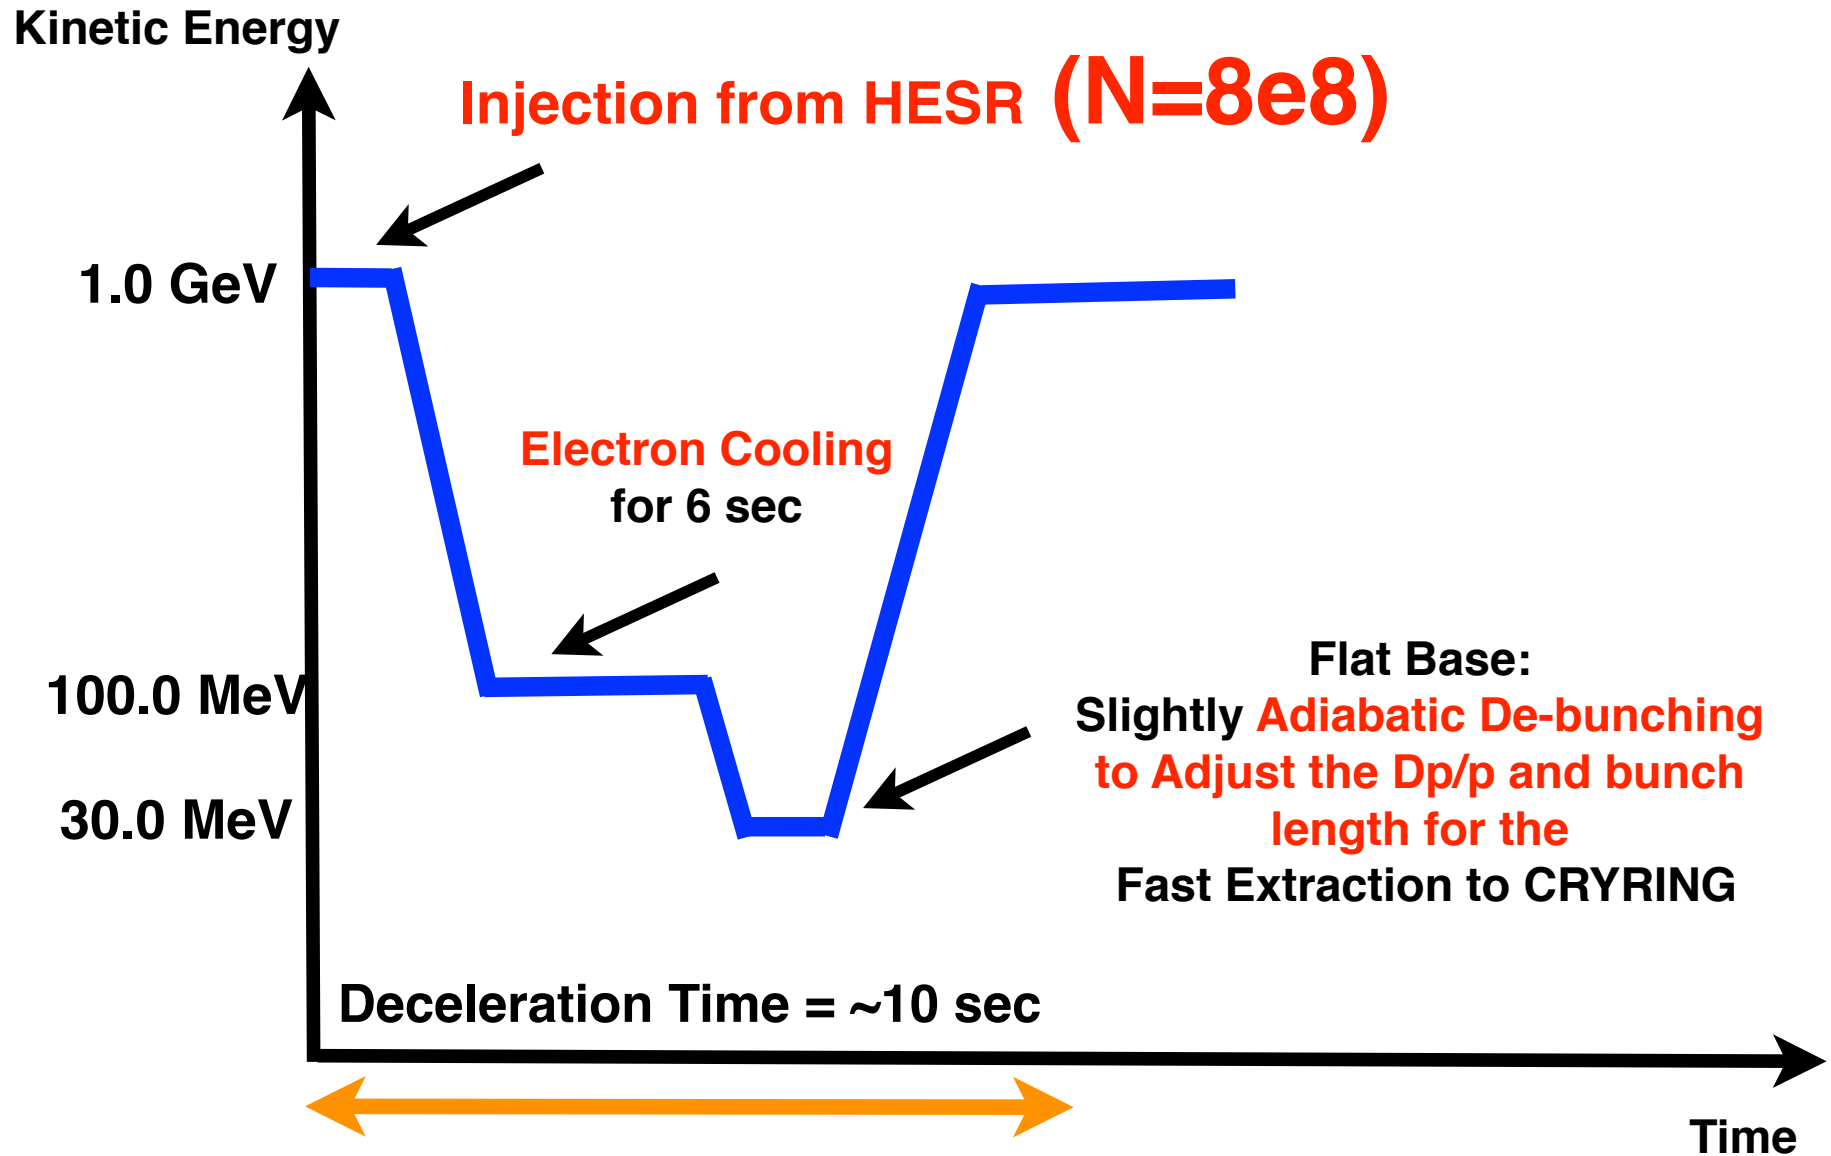 Kinetic Energy
Injection from HESR (N=8e8)
1.0 GeV
Electron Cooling
for 6 sec
100.0 MeV
30.0 MeV
Flat Base:
Slightly Adiabatic De-bunching
to Adjust the Dp/p and bunch
length for the
Fast Extraction to CRYRING
Deceleration Time = ~10 sec
Time